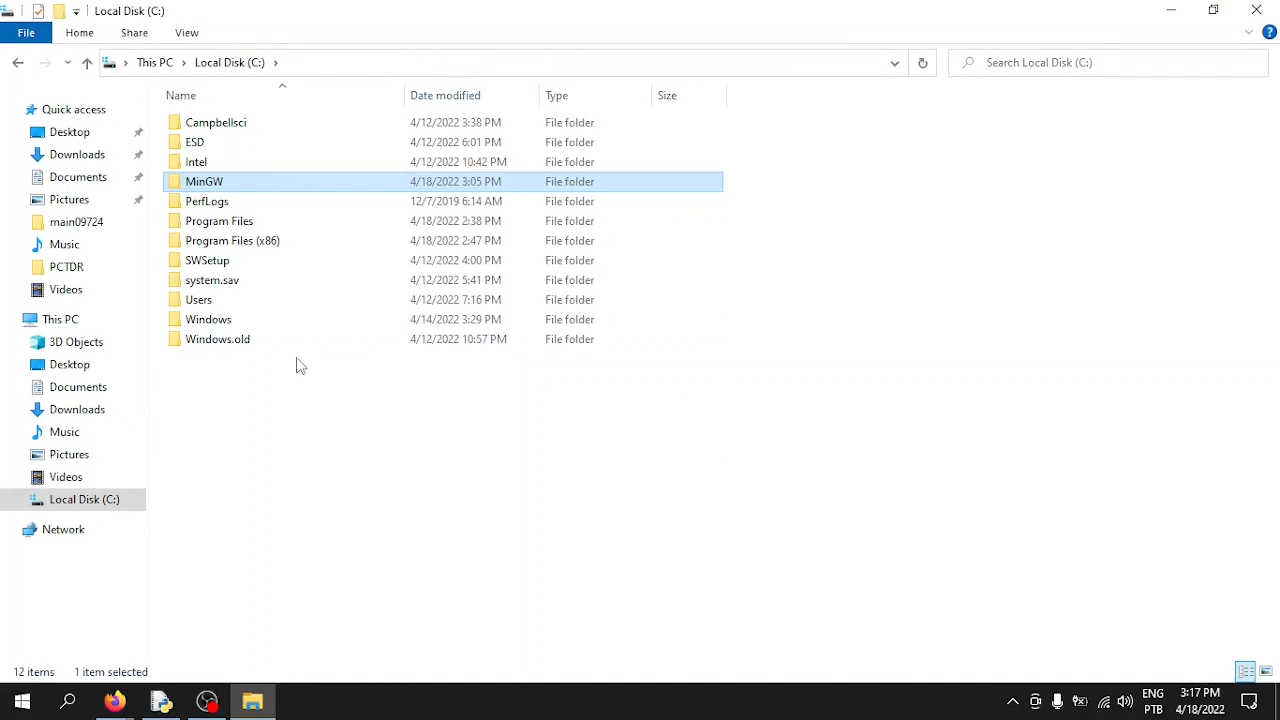 Local Disk (C:)
File Home Share View
This PC Local Disk (C:) Search Local Disk (C:)
Name Date modified Type Size
Quick access
Desktop
Downloads
Documents
Pictures
main09724
Music
PCTDR
Videos
This PC
3D Objects
Desktop
Documents
Downloads
Music
Pictures
Videos
Local Disk (C:)
Network
Campbellsci 4/12/2022 3:38 PM File folder
ESD 4/12/2022 6:01 PM File folder
Intel 4/12/2022 10:42 PM File folder
MinGW 4/18/2022 3:05 PM File folder
PerfLogs 12/7/2019 6:14 AM File folder
Program Files 4/18/2022 2:38 PM File folder
Program Files (x86) 4/18/2022 2:47 PM File folder
SWSetup 4/12/2022 4:00 PM File folder
system.sav 4/12/2022 5:41 PM File folder
Users 4/12/2022 7:16 PM File folder
Windows 4/14/2022 3:29 PM File folder
Windows.old 4/12/2022 10:57 PM File folder
12 items 1 item selected
ENG 3:17 PM
PTB 4/18/2022